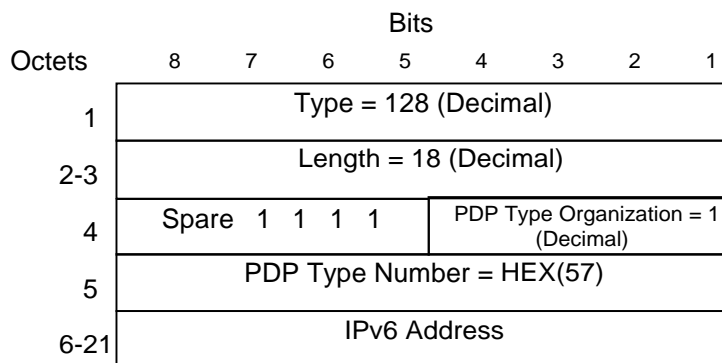 Bits
Octets 8 7 6 5 4 3 2 1
1 Type = 128 (Decimal)
2-3 Length = 18 (Decimal)
4 Spare 1 1 1 1 PDP Type Organization = 1 (Decimal)
5 PDP Type Number = HEX(57)
6-21 IPv6 Address